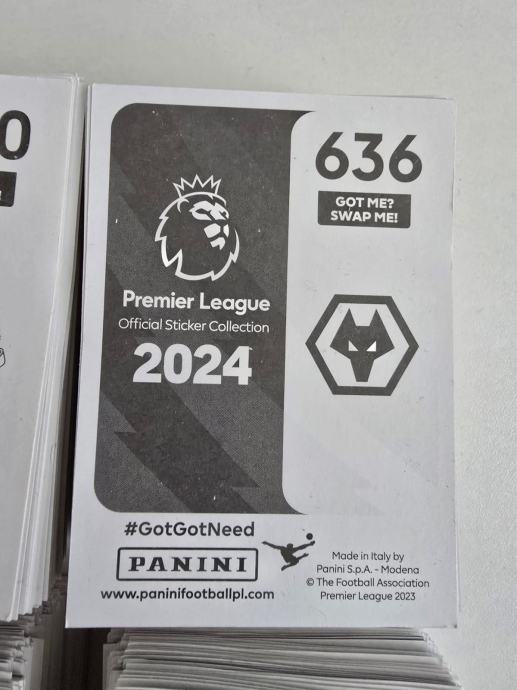 0
636
GOT ME?
SWAP ME!
Premier League
Official Sticker Collection
2024
#GotGotNeed
PANINI
www.paninifootballpl.com
Made in Italy by
Panini S.p.A. - Modena
© The Football Association
Premier League 2023